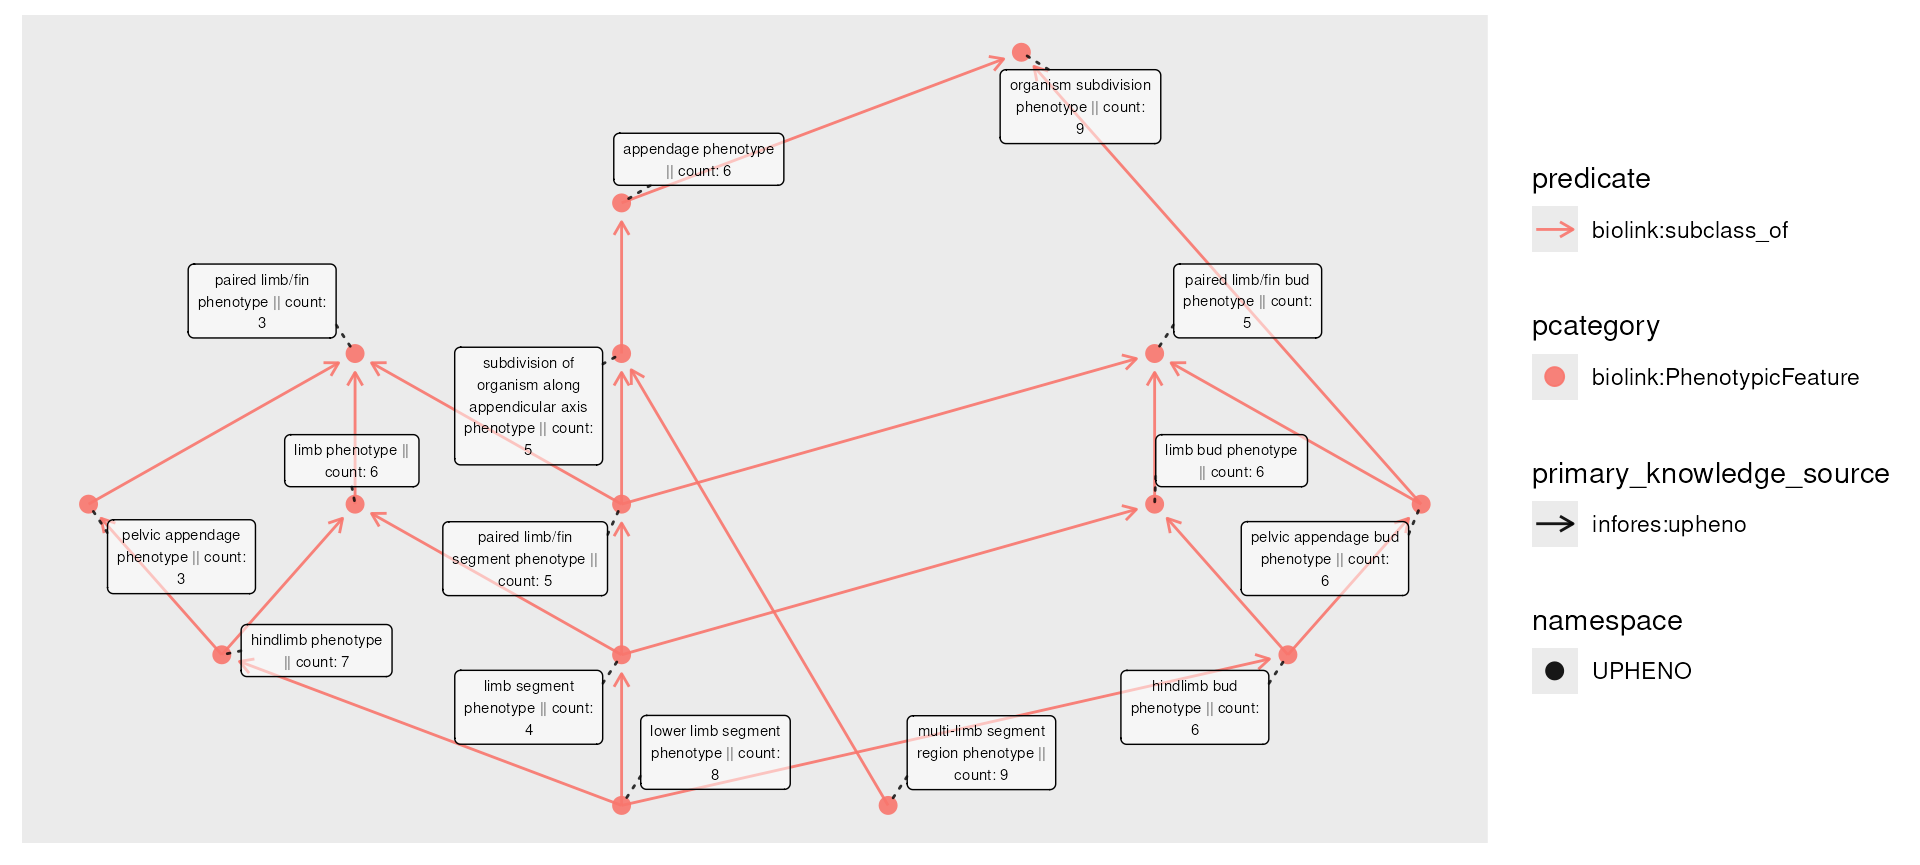 organism subdivision
phenotype || count:
9
appendage phenotype
|| count: 6
paired limb/fin
phenotype || count:
3
paired limb/fin bud
phenotype || count:
5
subdivision of
organism along
appendicular axis
phenotype || count:
5
limb phenotype ||
count: 6
limb bud phenotype
|| count: 6
pelvic appendage
phenotype || count:
3
paired limb/fin
segment phenotype ||
count: 5
pelvic appendage bud
phenotype || count:
6
hindlimb phenotype
|| count: 7
limb segment
phenotype || count:
4
hindlimb bud
phenotype || count:
6
lower limb segment
phenotype || count:
8
multi-limb segment
region phenotype ||
count: 9
predicate
biolink:subclass_of
pcategory
biolink:PhenotypicFeature
primary_knowledge_source
infores:upheno
namespace
UPHENO